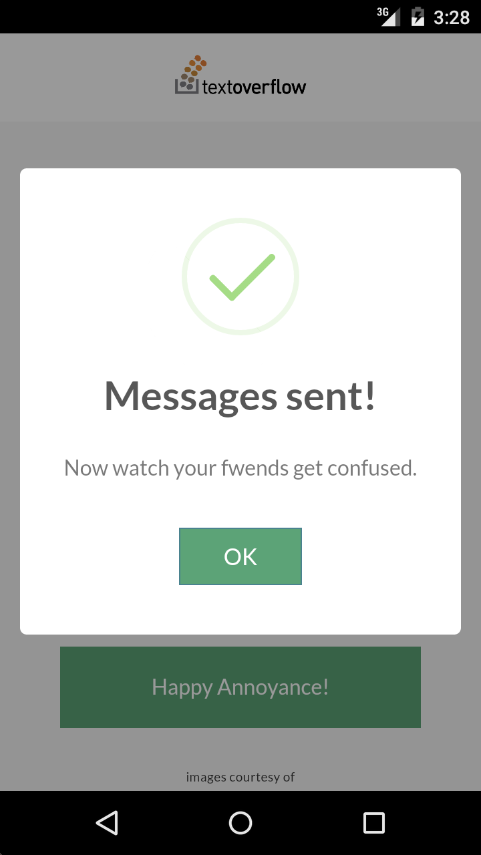 3G 3:28
textoverflow
Messages sent!
Now watch your fwends get confused.
OK
Happy Annoyance!
images courtesy of